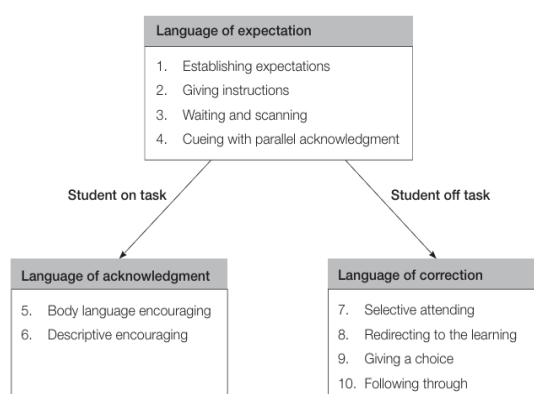 Language of expectation
1. Establishing expectations
2. Giving instructions
3. Waiting and scanning
4. Cueing with parallel acknowledgment
Student on task
Student off task
Language of acknowledgment
5. Body language encouraging
6. Descriptive encouraging
Language of correction
7. Selective attending
8. Redirecting to the learning
9. Giving a choice
10. Following through